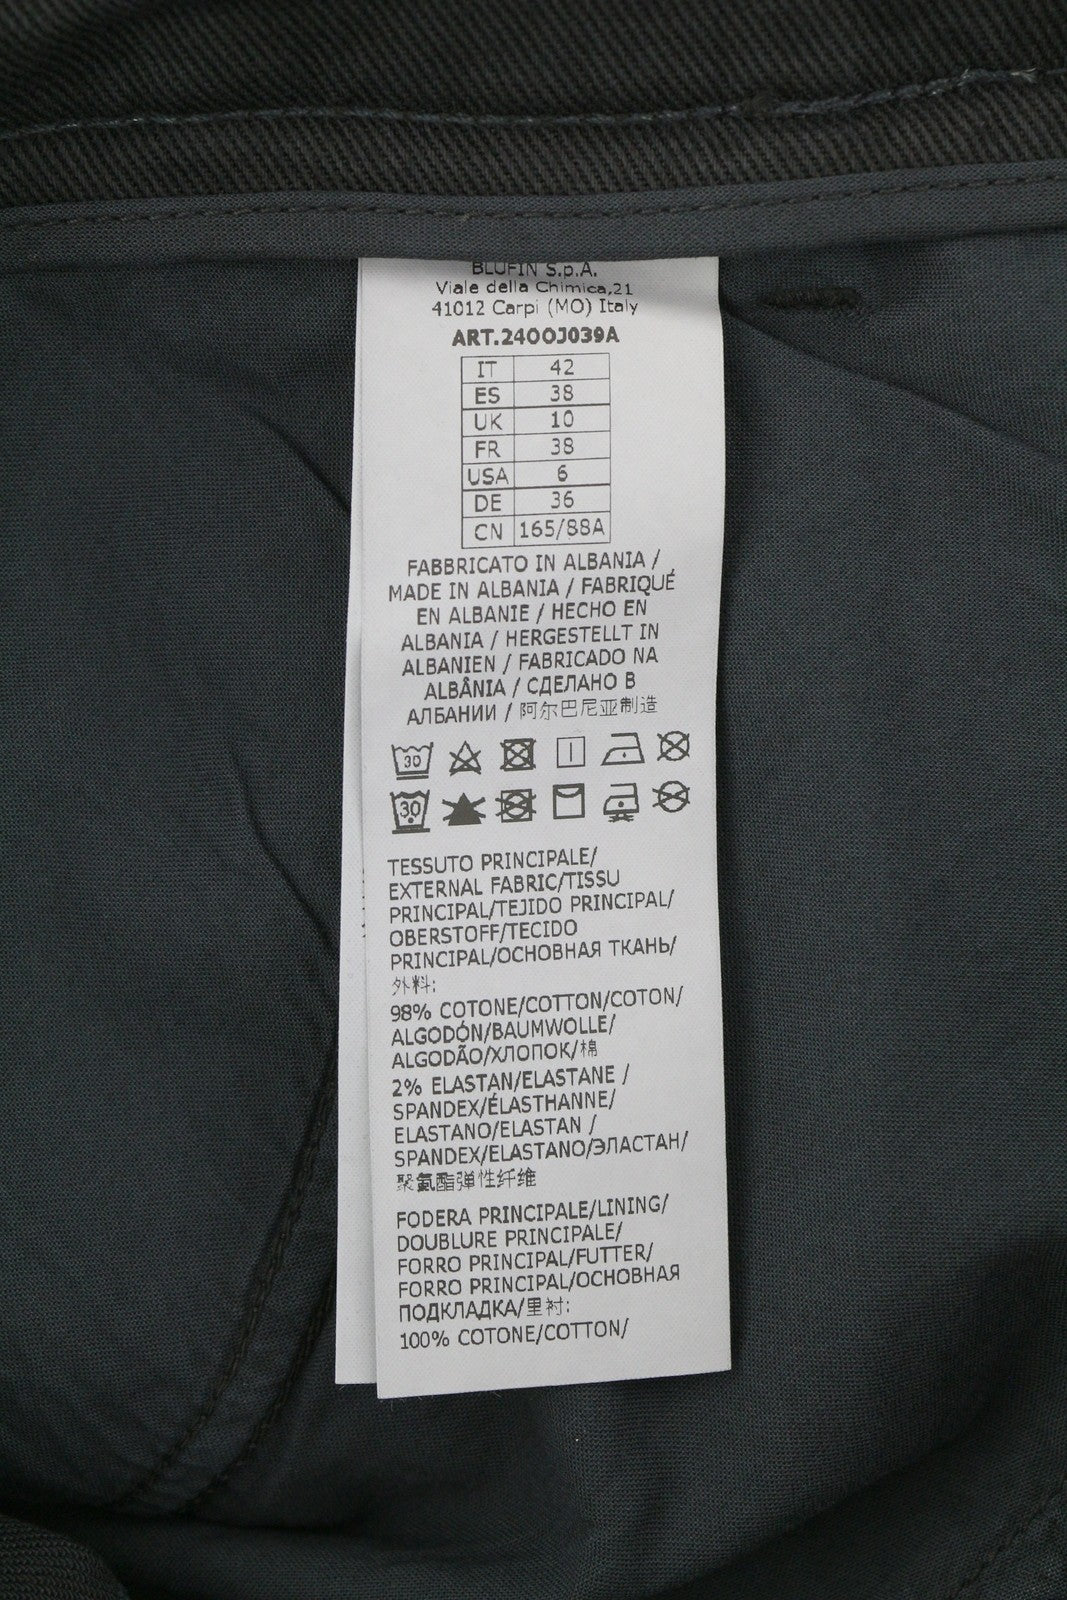 BLUFIN S.p.A.
Viale della Chimica,21
41012 Carpi (MO) Italy
ART.2400J039A
IT 42
ES 38
UK 10
FR 38
USA 6
DE 36
CN 165/88A
FABBRICATO IN ALBANIA /
MADE IN ALBANIA / FABRIQUÉ
EN ALBANIE / HECHO EN
ALBANIA / HERGESTELLT IN
ALBANIEN / FABRICADO NA
ALBÂNIA / СДЕЛАНО В
АЛБАНИИ / 阿尔巴尼亚制造
30
30
TESSUTO PRINCIPALE/
EXTERNAL FABRIC/TISSU
PRINCIPAL/TEJIDO PRINCIPAL/
OBERSTOFF/TECIDO
PRINCIPAL/ОСНОВНАЯ ТКАНЬ/
外料:
98% COTONE/COTTON/COTON/
ALGODÓN/BAUMWOLLE/
ALGODÃO/ХЛОПОК/棉
2% ELASTAN/ELASTANE /
SPANDEX/ÉLASTHANNE/
ELASTANO/ELASTAN /
SPANDEX/ELASTANO/ЭЛАСТАН/
聚氨酯弹性纤维
FODERA PRINCIPALE/LINING/
DOUBLURE PRINCIPALE/
FORRO PRINCIPAL/FUTTER/
FORRO PRINCIPAL/ОСНОВНАЯ
ПОДКЛАДКА/里衬:
100% COTONE/COTTON/